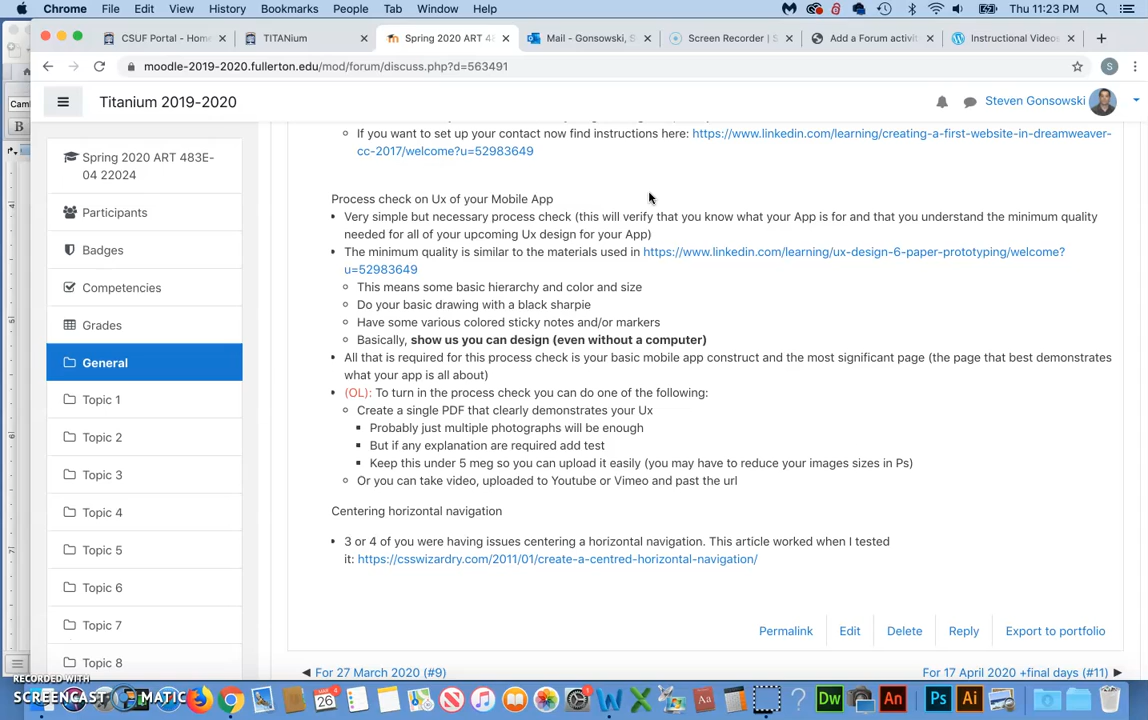 Chrome File Edit View History Bookmarks People Tab Window Help Thu 11:23 PM
CSUF Portal - Hom TITANium Spring 2020 ART 48 Mail - Gonsowski, S Screen Recorder | S Add a Forum activit Instructional Videos
moodle-2019-2020.fullerton.edu/mod/forum/discuss.php?d=563491
S
Titanium 2019-2020
Steven Gonsowski
Spring 2020 ART 483E-
04 22024
Participants
Badges
Competencies
Grades
General
Topic 1
Topic 2
Topic 3
Topic 4
Topic 5
Topic 6
Topic 7
Topic 8
If you want to set up your contact now find instructions here: https://www.linkedin.com/learning/creating-a-first-website-in-dreamweaver-
cc-2017/welcome?u=52983649
Process check on Ux of your Mobile App
Very simple but necessary process check (this will verify that you know what your App is for and that you understand the minimum quality
needed for all of your upcoming Ux design for your App)
The minimum quality is similar to the materials used in https://www.linkedin.com/learning/ux-design-6-paper-prototyping/welcome?
u=52983649
This means some basic hierarchy and color and size
Do your basic drawing with a black sharpie
Have some various colored sticky notes and/or markers
Basically, show us you can design (even without a computer)
All that is required for this process check is your basic mobile app construct and the most significant page (the page that best demonstrates
what your app is all about)
(OL): To turn in the process check you can do one of the following:
Create a single PDF that clearly demonstrates your Ux
Probably just multiple photographs will be enough
But if any explanation are required add test
Keep this under 5 meg so you can upload it easily (you may have to reduce your images sizes in Ps)
Or you can take video, uploaded to Youtube or Vimeo and past the url
Centering horizontal navigation
3 or 4 of you were having issues centering a horizontal navigation. This article worked when I tested
it: https://csswizardry.com/2011/01/create-a-centred-horizontal-navigation/
Permalink Edit Delete Reply Export to portfolio
◄ For 27 March 2020 (#9)
For 17 April 2020 +final days (#11) ►
RECORDED WITH
SCREENCAST MATIC
MAR 26
Dw An Ps Ai